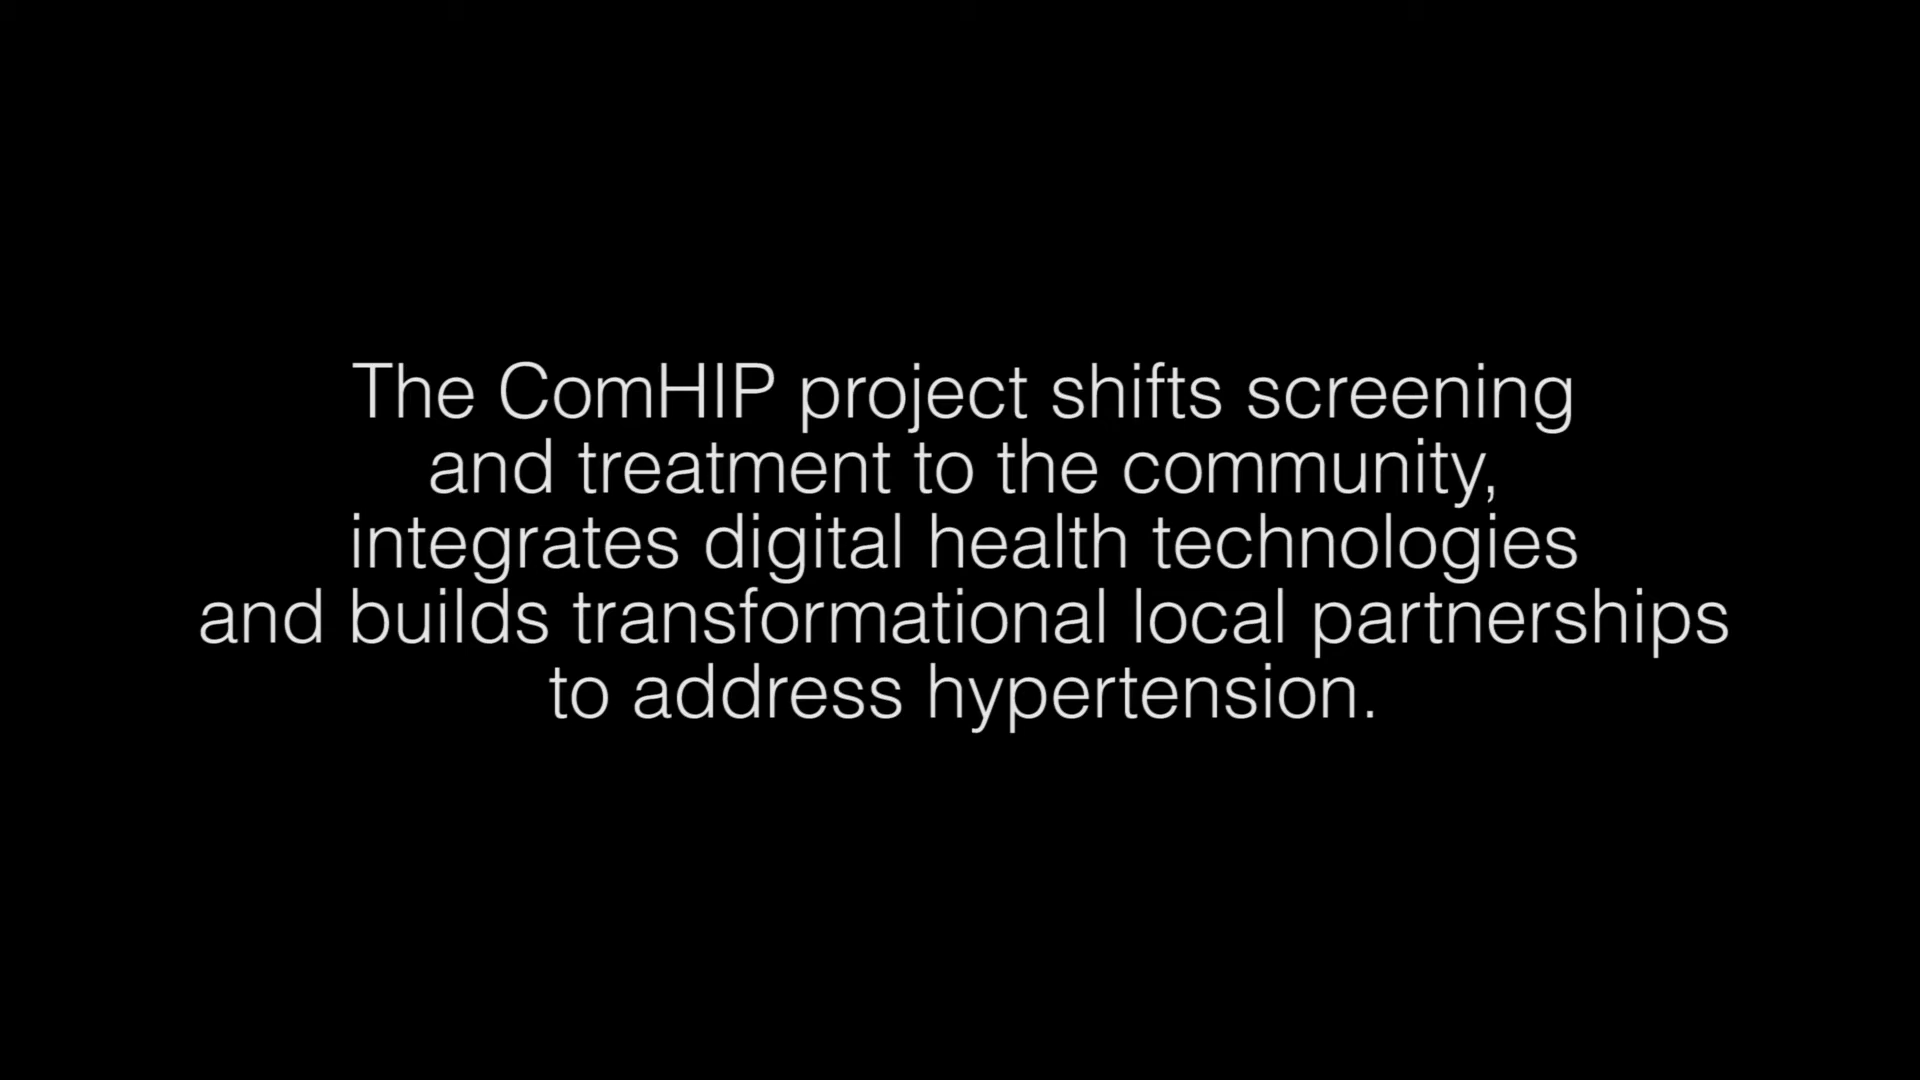 The ComHIP project shifts screening
and treatment to the community,
integrates digital health technologies
and builds transformational local partnerships
to address hypertension.